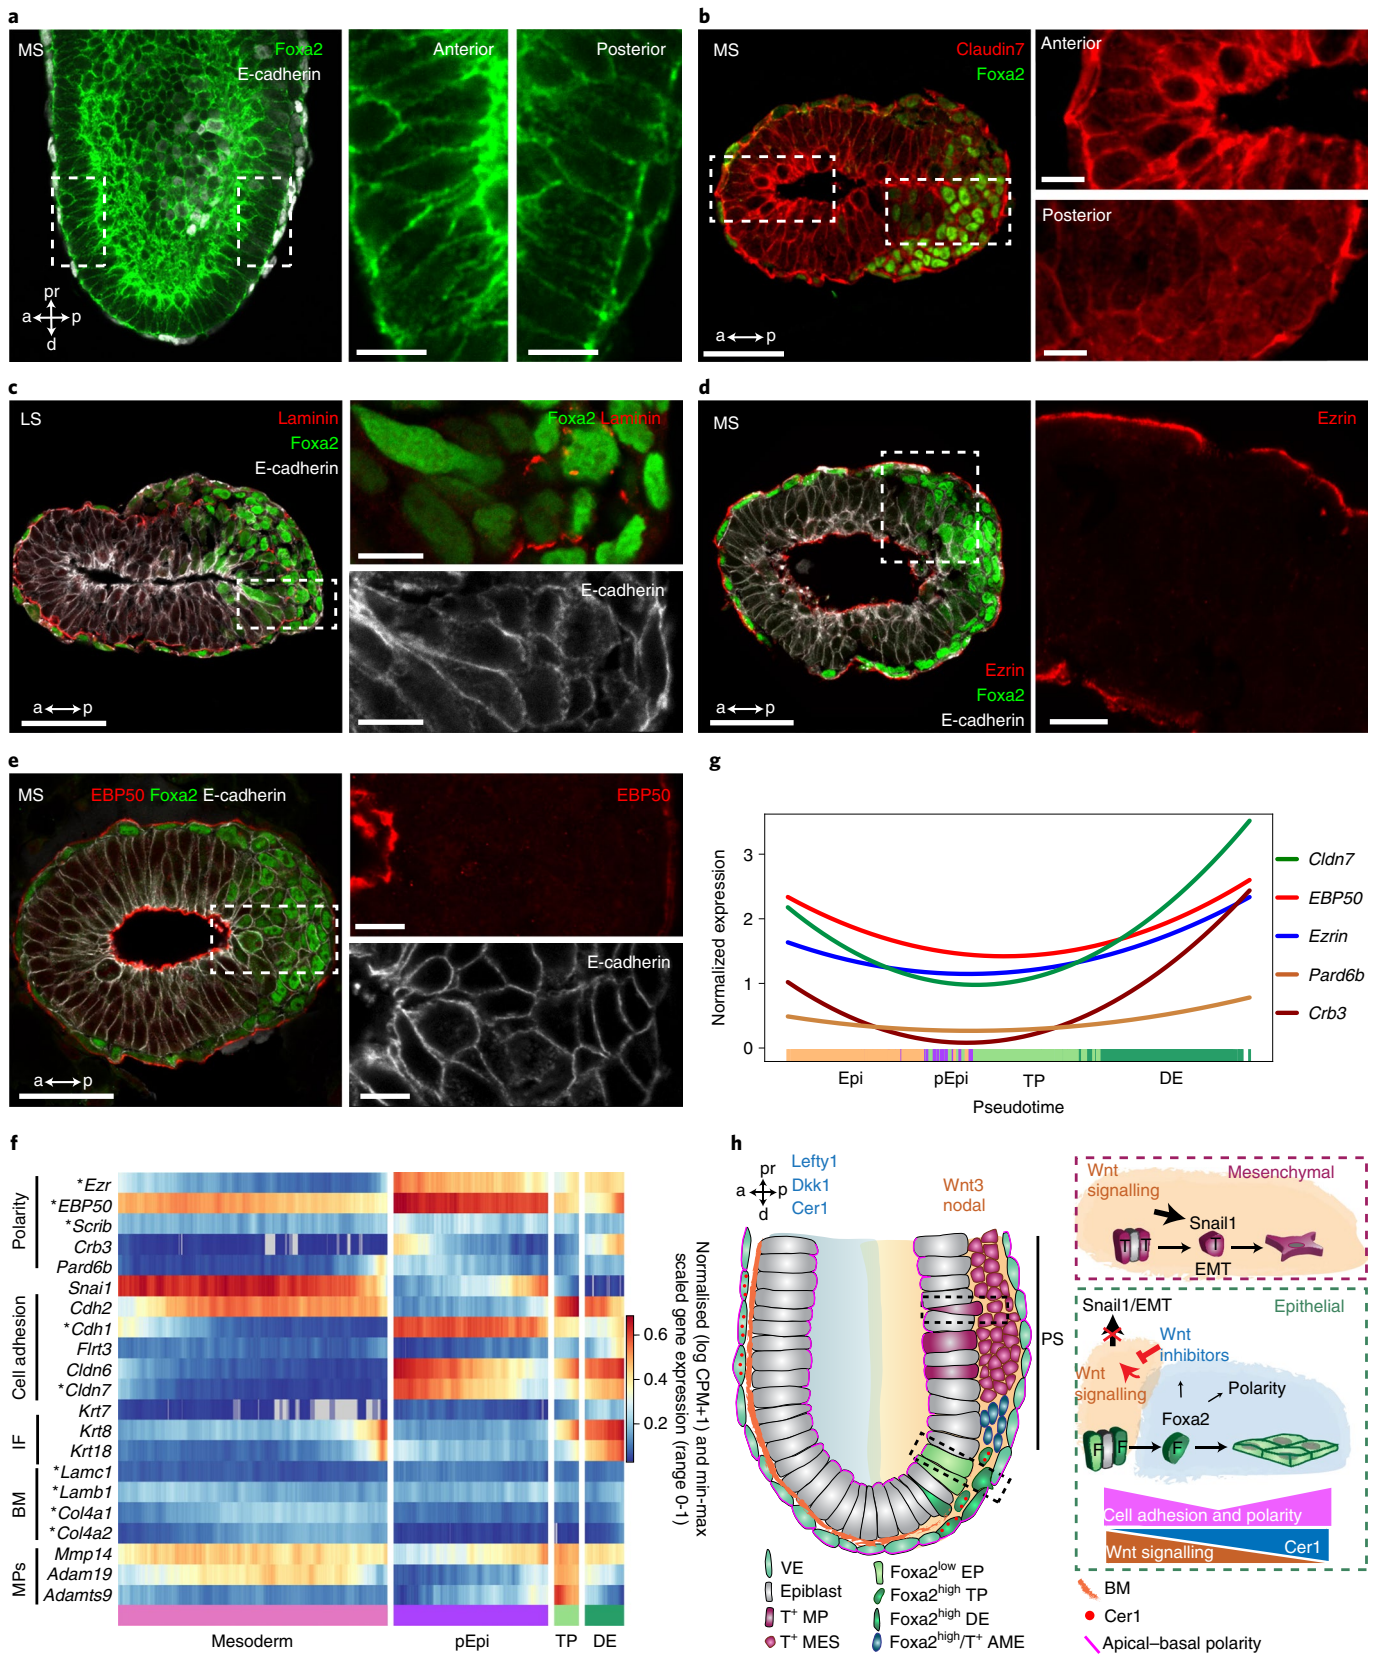 a
MS
Foxa2
E-cadherin
pr
a p
d
Anterior
Posterior
b
MS
Claudin7
Foxa2
a p
Anterior
Posterior
c
LS
Laminin
Foxa2
E-cadherin
a p
Foxa2 Laminin
E-cadherin
d
MS
Ezrin
Foxa2
E-cadherin
a p
Ezrin
e
MS
EBP50 Foxa2 E-cadherin
a p
EBP50
E-cadherin
g
Normalized expression
3
2
1
0
Epi
pEpi
TP
DE
Pseudotime
Cldn7
EBP50
Ezrin
Pard6b
Crb3
f
Polarity
*Ezr
*EBP50
*Scrib
Crb3
Pard6b
Snai1
Cell adhesion
Cdh2
*Cdh1
Flrt3
Cldn6
*Cldn7
Krt7
IF
Krt8
Krt18
BM
*Lamc1
*Lamb1
*Col4a1
*Col4a2
MPs
Mmp14
Adam19
Adamts9
Mesoderm
pEpi
TP
DE
0.6
0.4
0.2
Normalised (log CPM+1) and min-max
scaled gene expression (range 0-1)
h
pr
a p
d
Lefty1
Dkk1
Cer1
Wnt3
nodal
PS
VE
Epiblast
T+ MP
T+ MES
Foxa2low EP
Foxa2high TP
Foxa2high DE
Foxa2high/T+ AME
Wnt
signalling
Mesenchymal
Snail1
T T
T
EMT
Snail1/EMT
Epithelial
Wnt
inhibitors
Wnt
signalling
Polarity
Foxa2
F F
F
Cell adhesion and polarity
Wnt signalling
Cer1
BM
Cer1
Apical–basal polarity